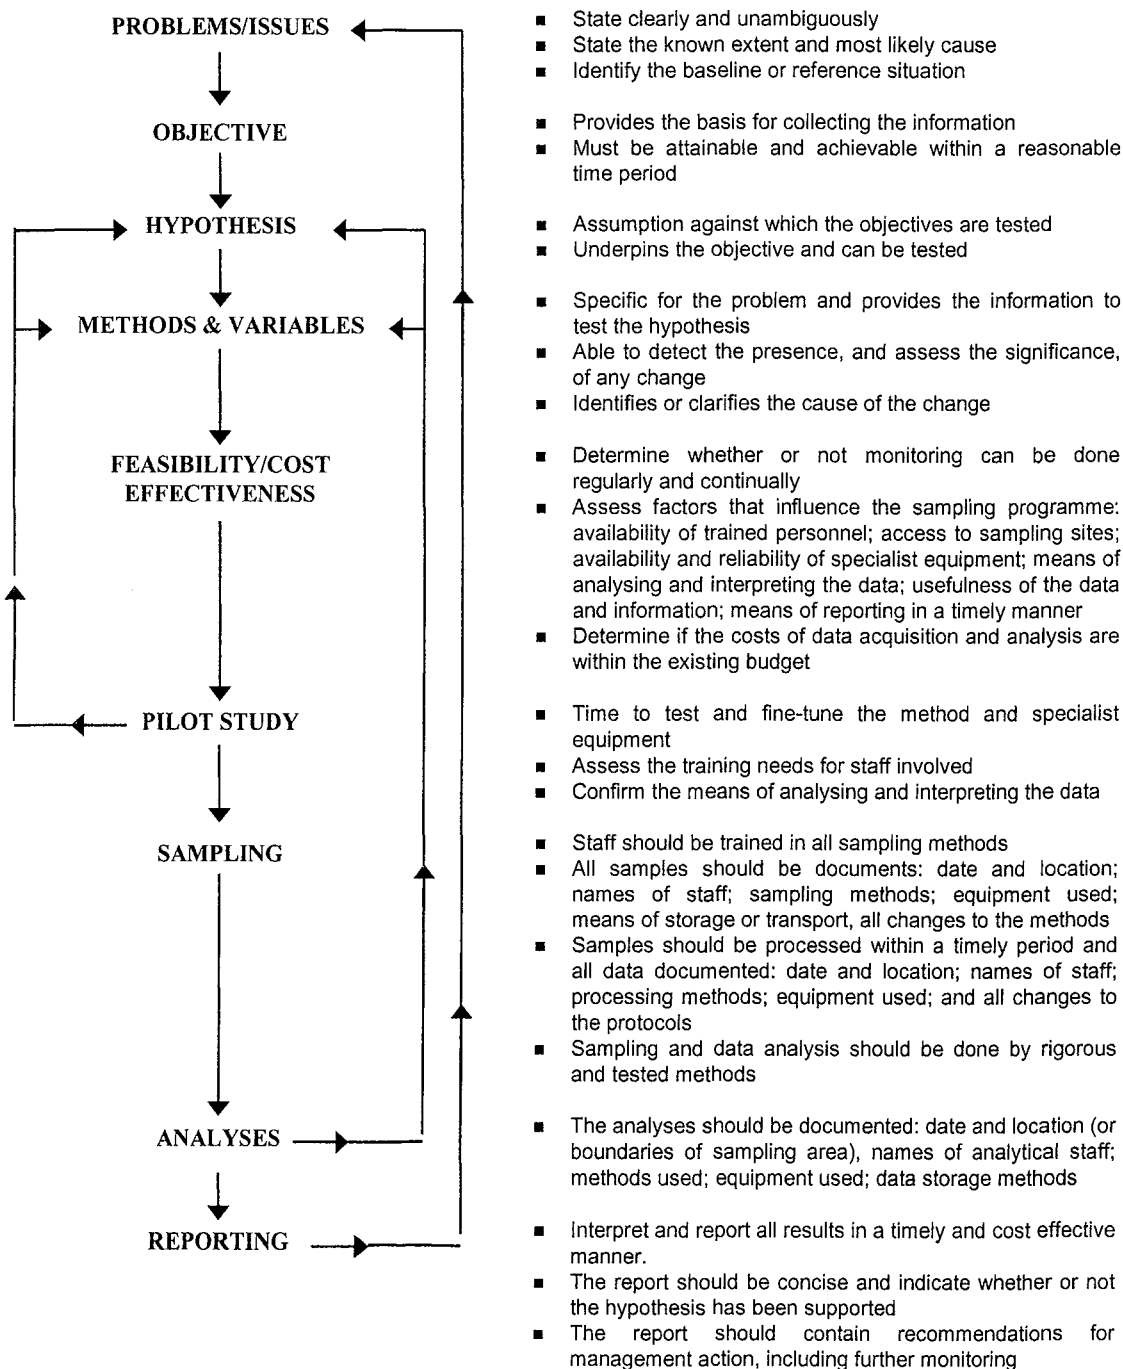 PROBLEMS/ISSUES
■ State clearly and unambiguously
■ State the known extent and most likely cause
■ Identify the baseline or reference situation
OBJECTIVE
■ Provides the basis for collecting the information
■ Must be attainable and achievable within a reasonable
time period
HYPOTHESIS
■ Assumption against which the objectives are tested
■ Underpins the objective and can be tested
METHODS & VARIABLES
■ Specific for the problem and provides the information to
test the hypothesis
■ Able to detect the presence, and assess the significance,
of any change
■ Identifies or clarifies the cause of the change
FEASIBILITY/COST
EFFECTIVENESS
■ Determine whether or not monitoring can be done
regularly and continually
■ Assess factors that influence the sampling programme:
availability of trained personnel; access to sampling sites;
availability and reliability of specialist equipment; means of
analysing and interpreting the data; usefulness of the data
and information; means of reporting in a timely manner
■ Determine if the costs of data acquisition and analysis are
within the existing budget
PILOT STUDY
■ Time to test and fine-tune the method and specialist
equipment
■ Assess the training needs for staff involved
■ Confirm the means of analysing and interpreting the data
SAMPLING
■ Staff should be trained in all sampling methods
■ All samples should be documents: date and location;
names of staff; sampling methods; equipment used;
means of storage or transport, all changes to the methods
■ Samples should be processed within a timely period and
all data documented: date and location; names of staff;
processing methods; equipment used; and all changes to
the protocols
■ Sampling and data analysis should be done by rigorous
and tested methods
ANALYSES
■ The analyses should be documented: date and location (or
boundaries of sampling area), names of analytical staff;
methods used; equipment used; data storage methods
REPORTING
■ Interpret and report all results in a timely and cost effective
manner.
■ The report should be concise and indicate whether or not
the hypothesis has been supported
■ The report should contain recommendations for
management action, including further monitoring